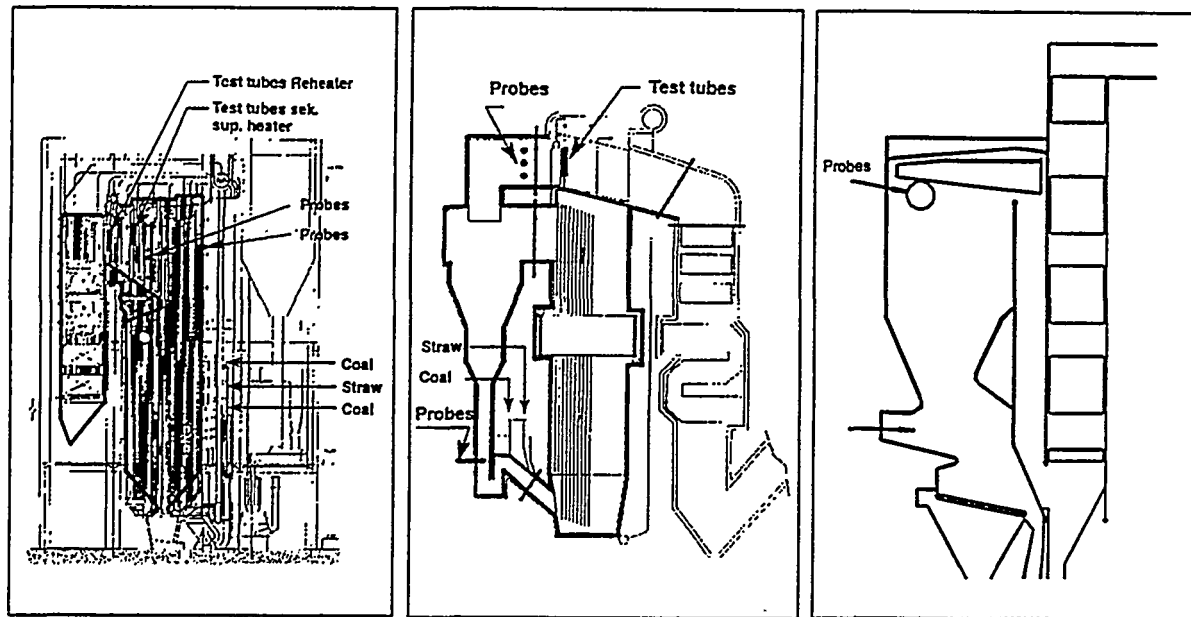 Test tubes Reheater
Test tubes sek.
sup. heater
Probes
Probes
Coal
Straw
Coal
Probes
Test tubes
Straw
Coal
Probes
Probes